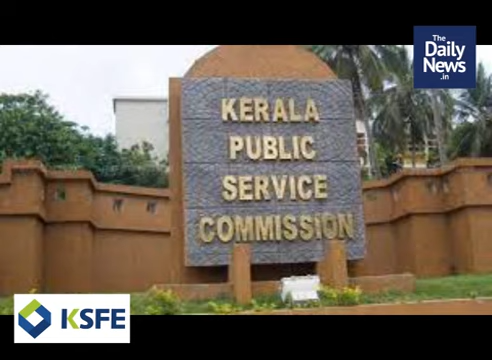 The
Daily
News
.in
KERALA
PUBLIC
SERVICE
COMMISSION
KSFE